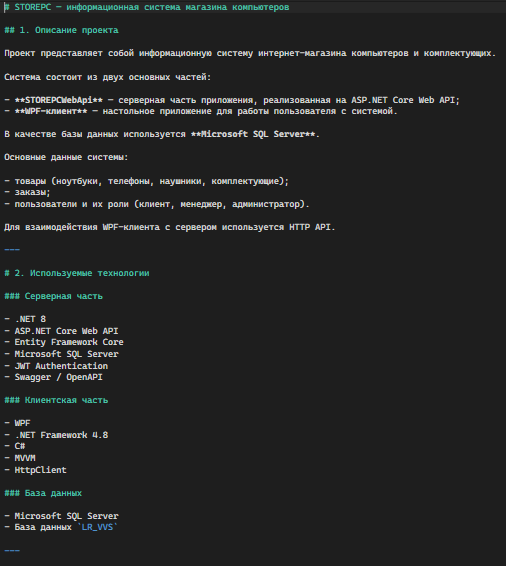 # STOREPC — информационная система магазина компьютеров
## 1. Описание проекта
Проект представляет собой информационную систему интернет-магазина компьютеров и комплектующих.
Система состоит из двух основных частей:
- **STOREPCWebApi** — серверная часть приложения, реализованная на ASP.NET Core Web API;
- **WPF-клиент** — настольное приложение для работы пользователя с системой.
В качестве базы данных используется **Microsoft SQL Server**.
Основные данные системы:
- товары (ноутбуки, телефоны, наушники, комплектующие);
- заказы;
- пользователи и их роли (клиент, менеджер, администратор).
Для взаимодействия WPF-клиента с сервером используется HTTP API.
---
# 2. Используемые технологии
### Серверная часть
- .NET 8
- ASP.NET Core Web API
- Entity Framework Core
- Microsoft SQL Server
- JWT Authentication
- Swagger / OpenAPI
### Клиентская часть
- WPF
- .NET Framework 4.8
- C#
- MVVM
- HttpClient
### База данных
- Microsoft SQL Server
- База данных `LR_VVS`
---